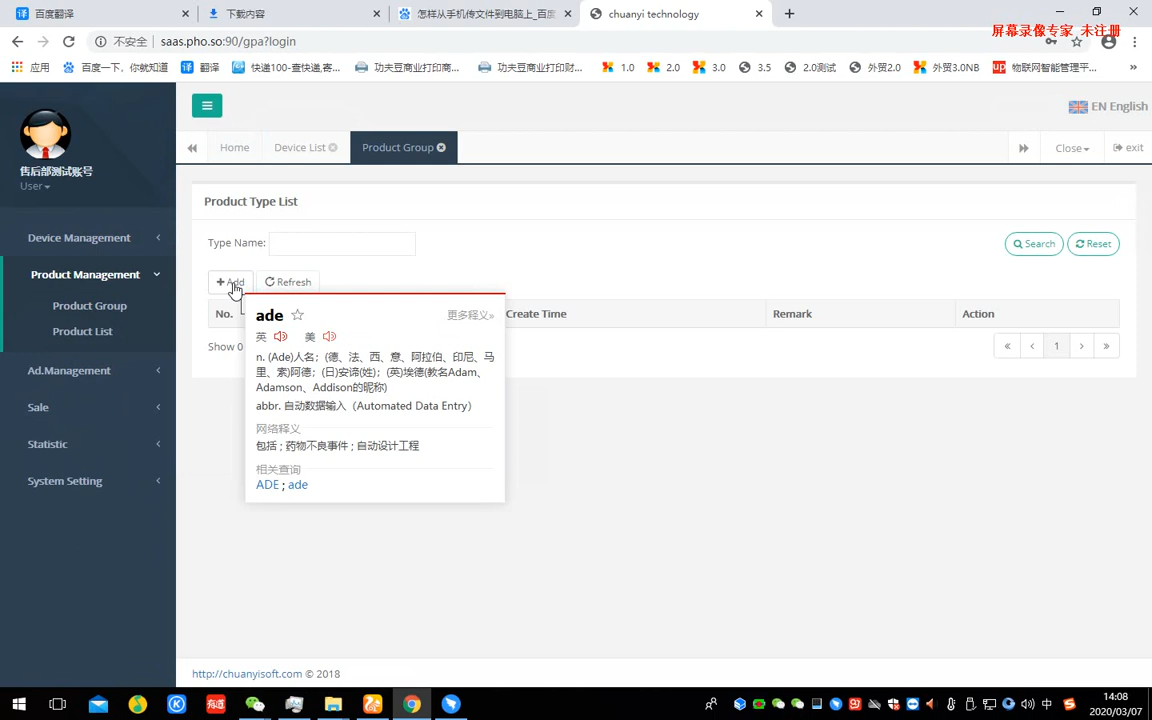 百度翻译
下载内容
怎样从手机传文件到电脑上_百度
chuanyi technology
屏幕录像专家 未注册
不安全
saas.pho.so:90/gpa?login
应用
百度一下，你就知道
翻译
快递100-查快递,寄...
功夫豆商业打印商...
功夫豆商业打印财...
1.0
2.0
3.0
3.5
2.0测试
外贸2.0
外贸3.0NB
物联网智能管理平...
售后部测试账号
User
EN English
Home
Device List
Product Group
Close
exit
Device Management
Product Management
Product Group
Product List
Ad.Management
Sale
Statistic
System Setting
Product Type List
Type Name:
Search
Reset
Add
Refresh
No.
Create Time
Remark
Action
Show 0
1
ade
更多释义»
英
美
n. (Ade)人名；(德、法、西、意、阿拉伯、印尼、马
里、索)阿德；(日)安谛(姓)；(英)埃德(教名Adam、
Adamson、Addison的昵称)
abbr. 自动数据输入（Automated Data Entry）
网络释义
包括 ; 药物不良事件 ; 自动设计工程
相关查询
ADE ; ade
http://chuanyisoft.com © 2018
有道
中
14:08
2020/03/07